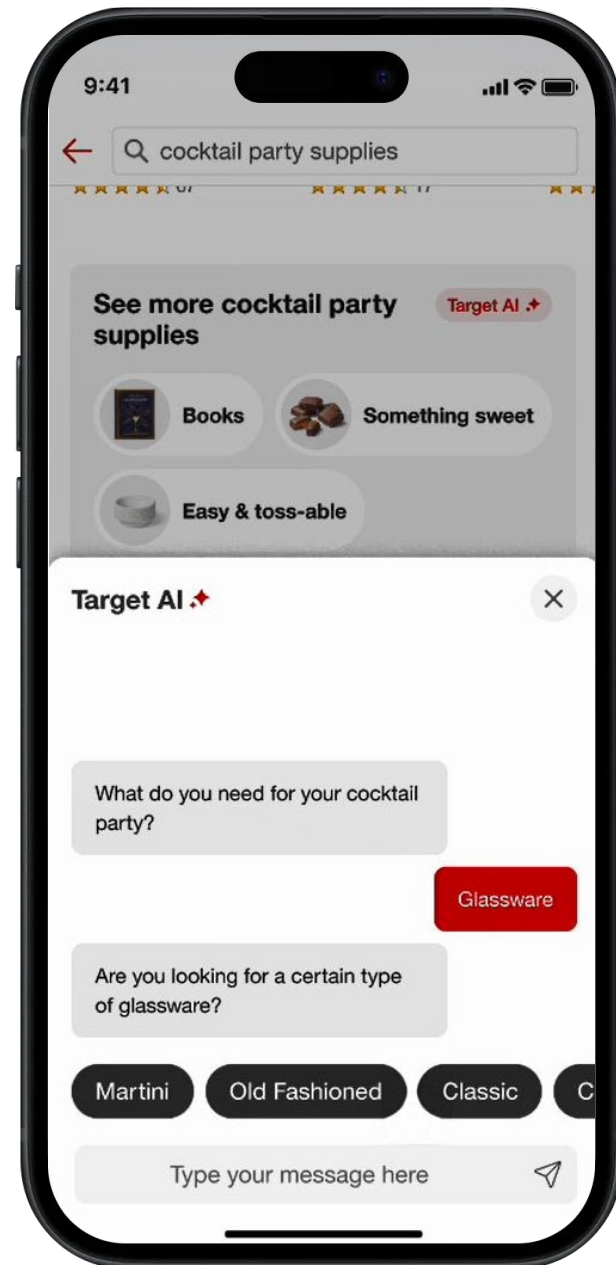 9:41
cocktail party supplies
See more cocktail party
supplies
Target AI
Books
Something sweet
Easy & toss-able
Target AI
What do you need for your cocktail
party?
Glassware
Are you looking for a certain type
of glassware?
Martini
Old Fashioned
Classic
C
Type your message here